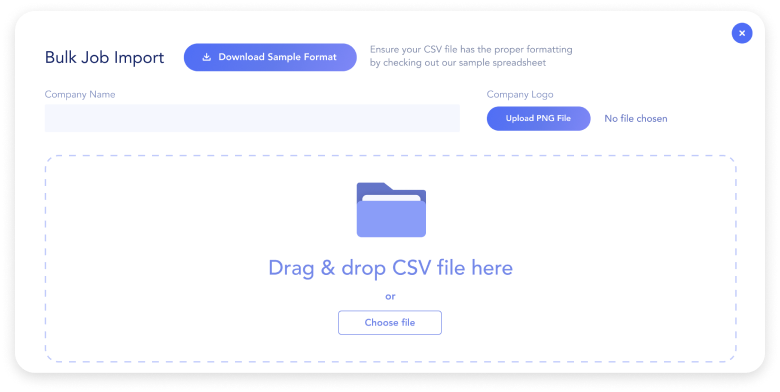 Bulk Job Import
Download Sample Format
Ensure your CSV file has the proper formatting
by checking out our sample spreadsheet
Company Name
Company Logo
Upload PNG File
No file chosen
Drag & drop CSV file here
or
Choose file